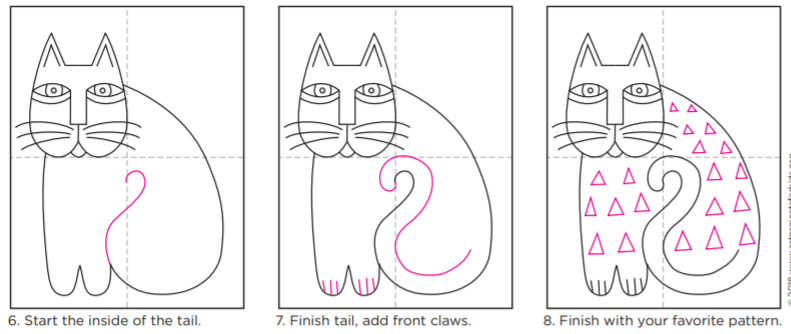 6. Start the inside of the tail.
7. Finish tail, add front claws.
8. Finish with your favorite pattern.